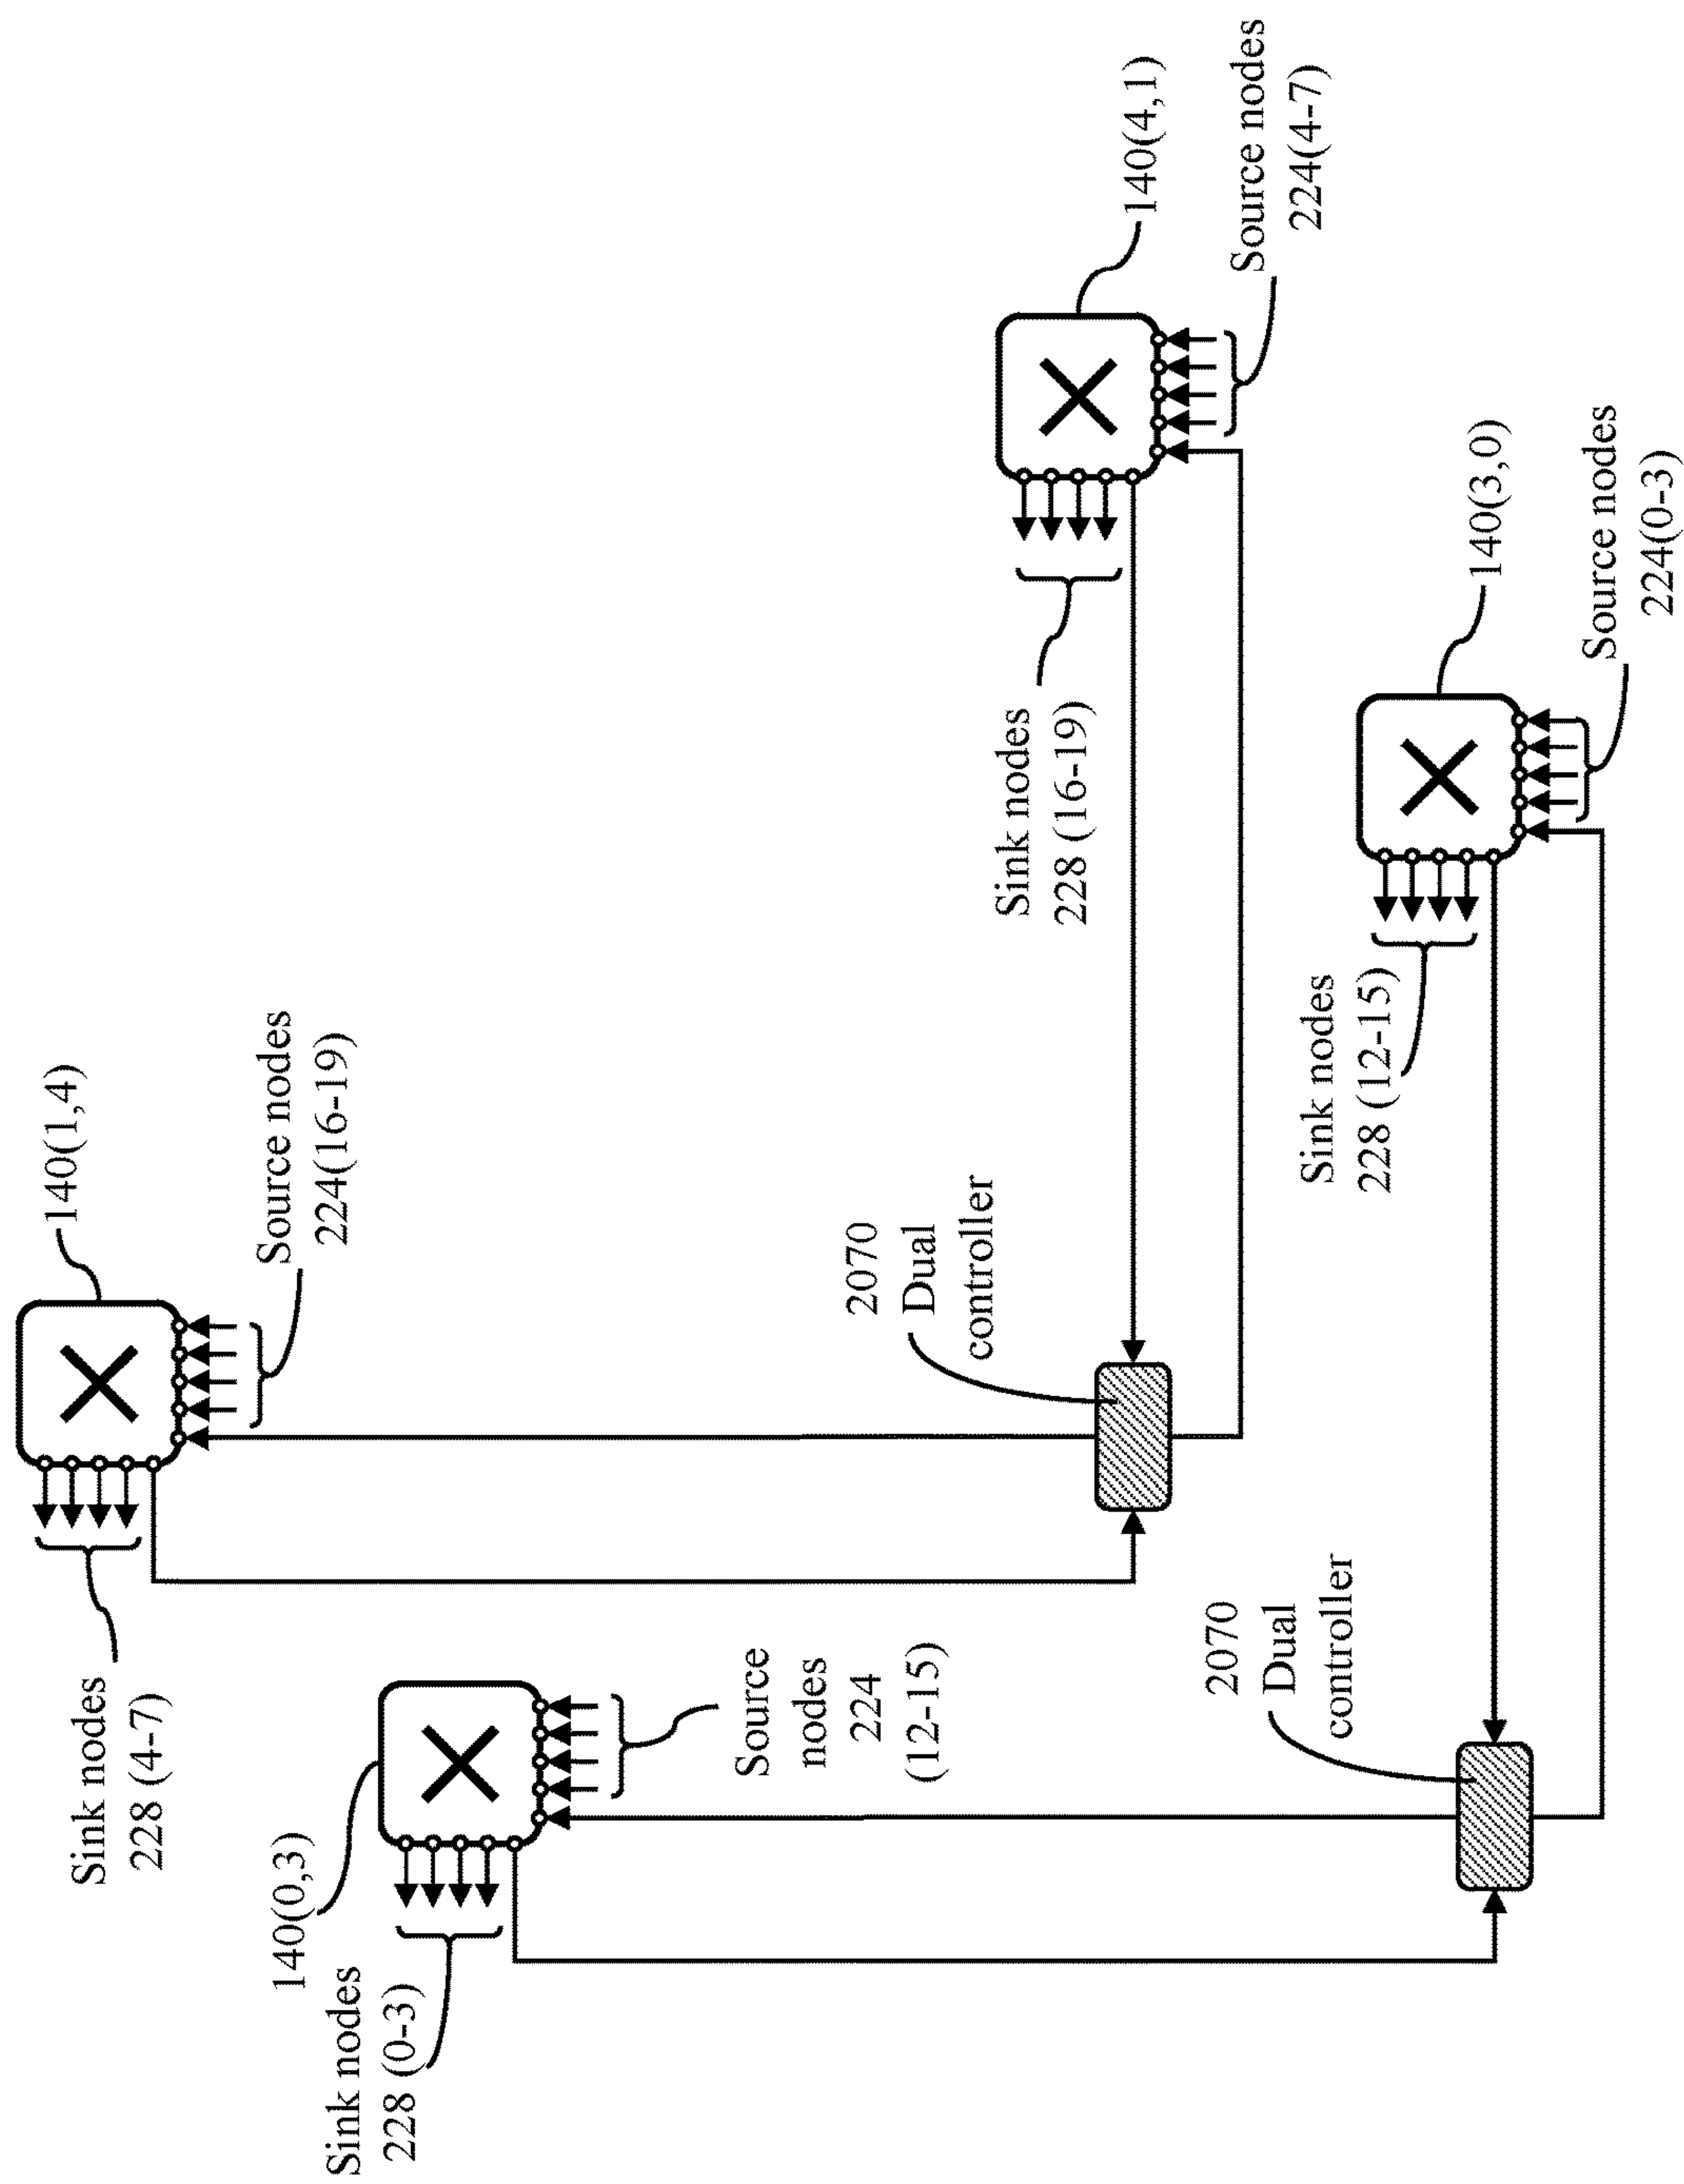 Sink nodes
228 (4-7)
140(1,4)
Source nodes
224(16-19)
140(0,3)
Sink nodes
228 (0-3)
Source
nodes
224
(12-15)
2070
Dual
controller
Sink nodes
228 (16-19)
140(4,1)
Source nodes
224(4-7)
2070
Dual
controller
Sink nodes
228 (12-15)
140(3,0)
Source nodes
224(0-3)